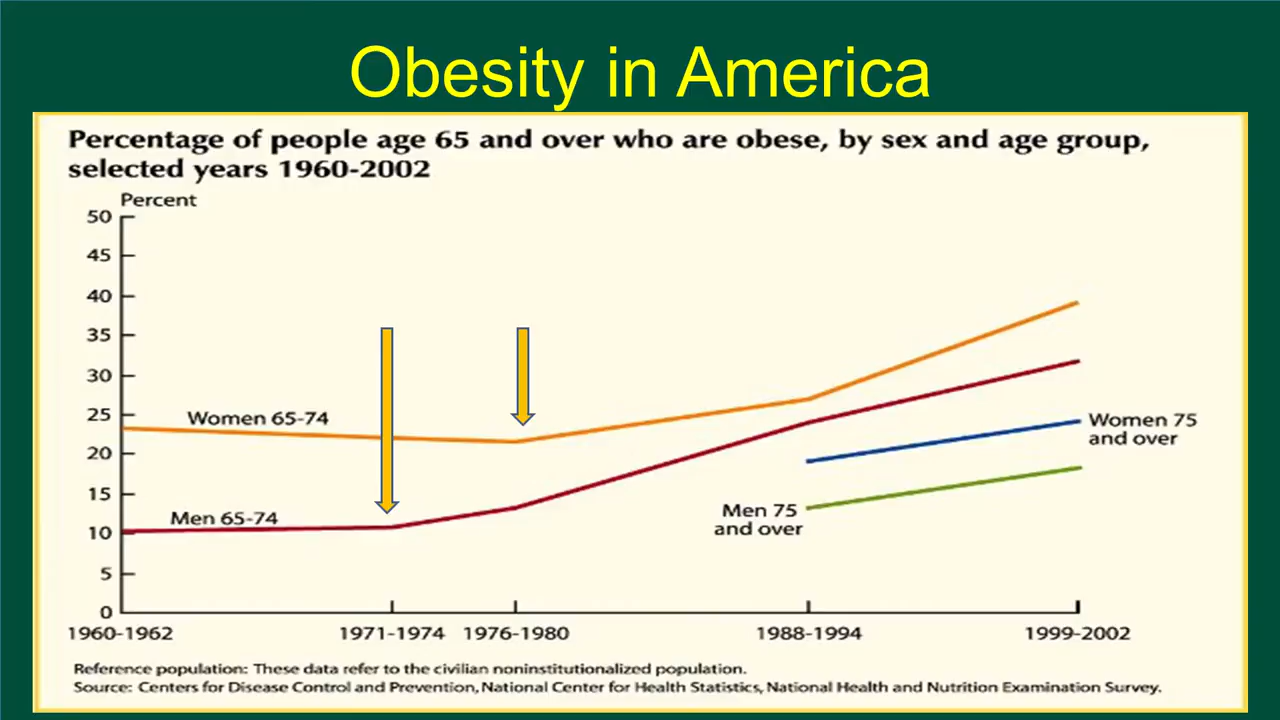 Obesity in America
Percentage of people age 65 and over who are obese, by sex and age group,
selected years 1960-2002
Percent
50
45
40
35
30
25
20
15
10
5
0
Women 65-74
Men 65-74
Women 75
and over
Men 75
and over
1960-1962 1971-1974 1976-1980 1988-1994 1999-2002
Reference population: These data refer to the civilian noninstitutionalized population.
Source: Centers for Disease Control and Prevention, National Center for Health Statistics, National Health and Nutrition Examination Survey.